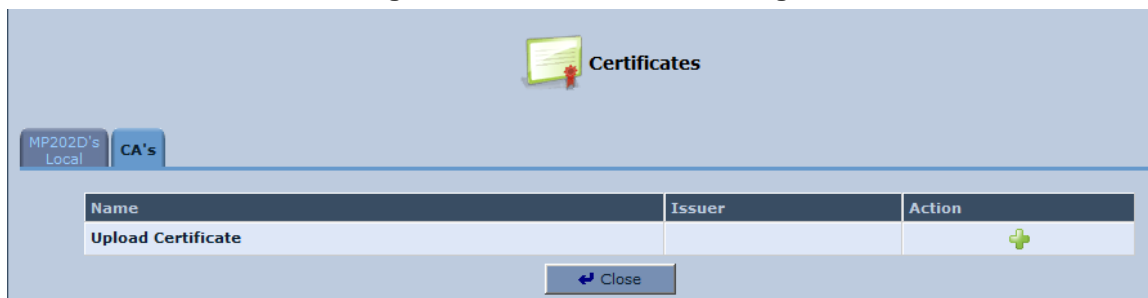 Certificates
MP202D's
Local
CA's
Name Issuer Action
Upload Certificate
Close